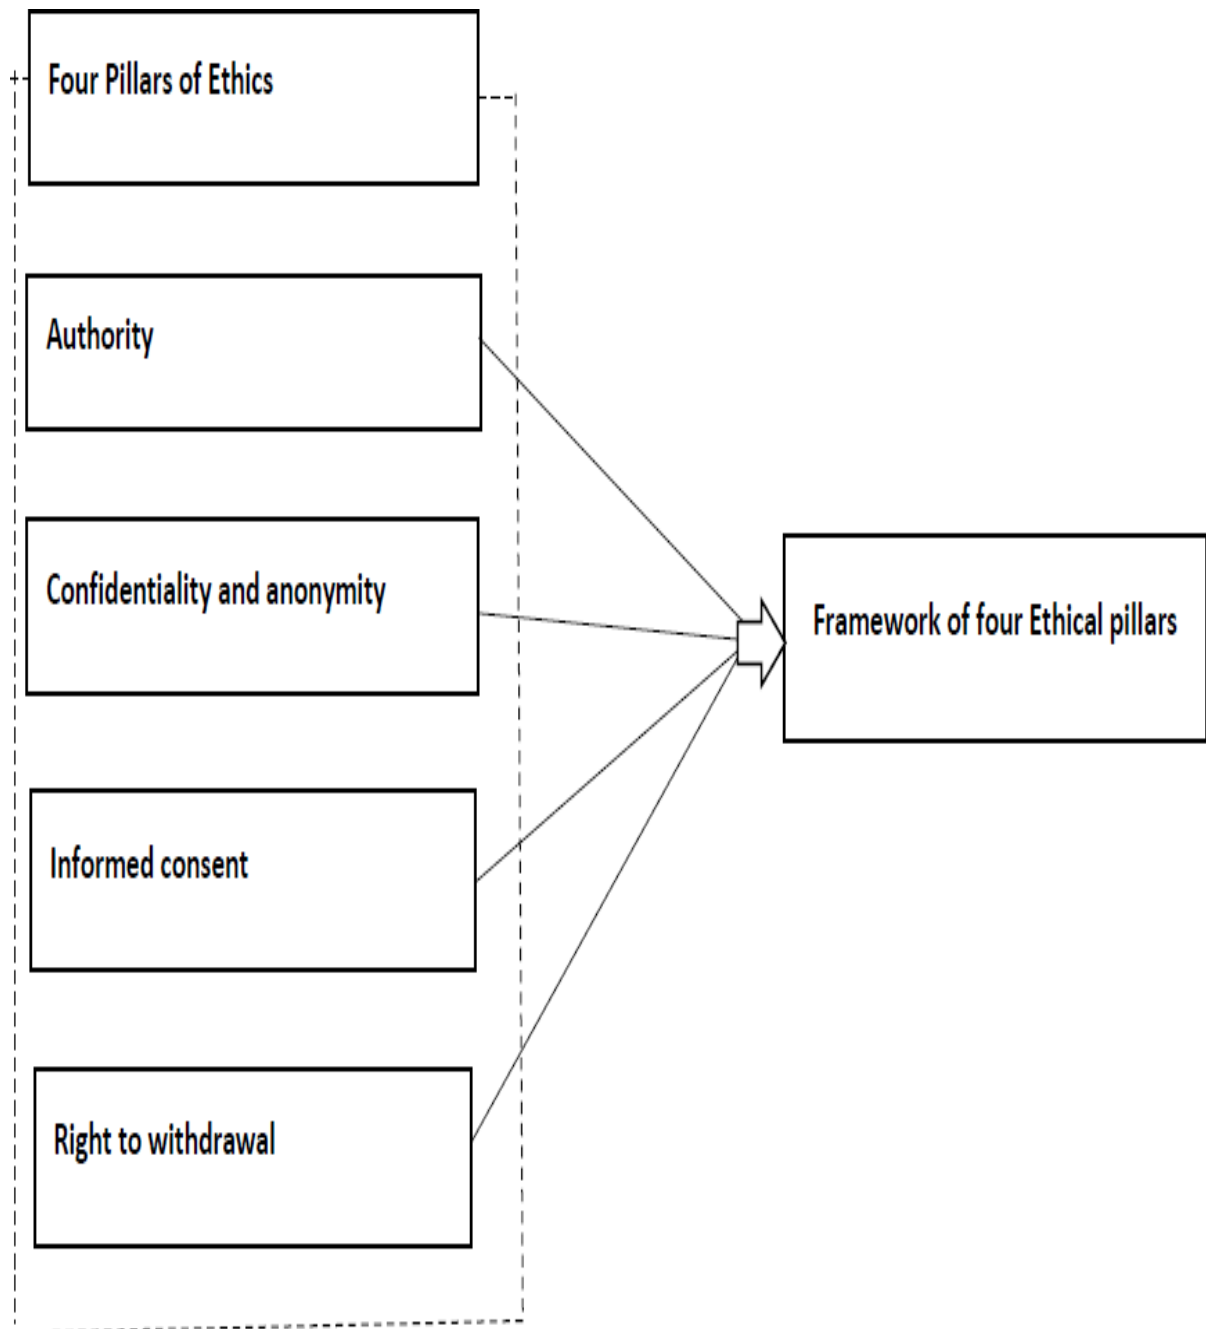 Four Pillars of Ethics
Authority
Confidentiality and anonymity
Framework of four Ethical pillars
Informed consent
Right to withdrawal